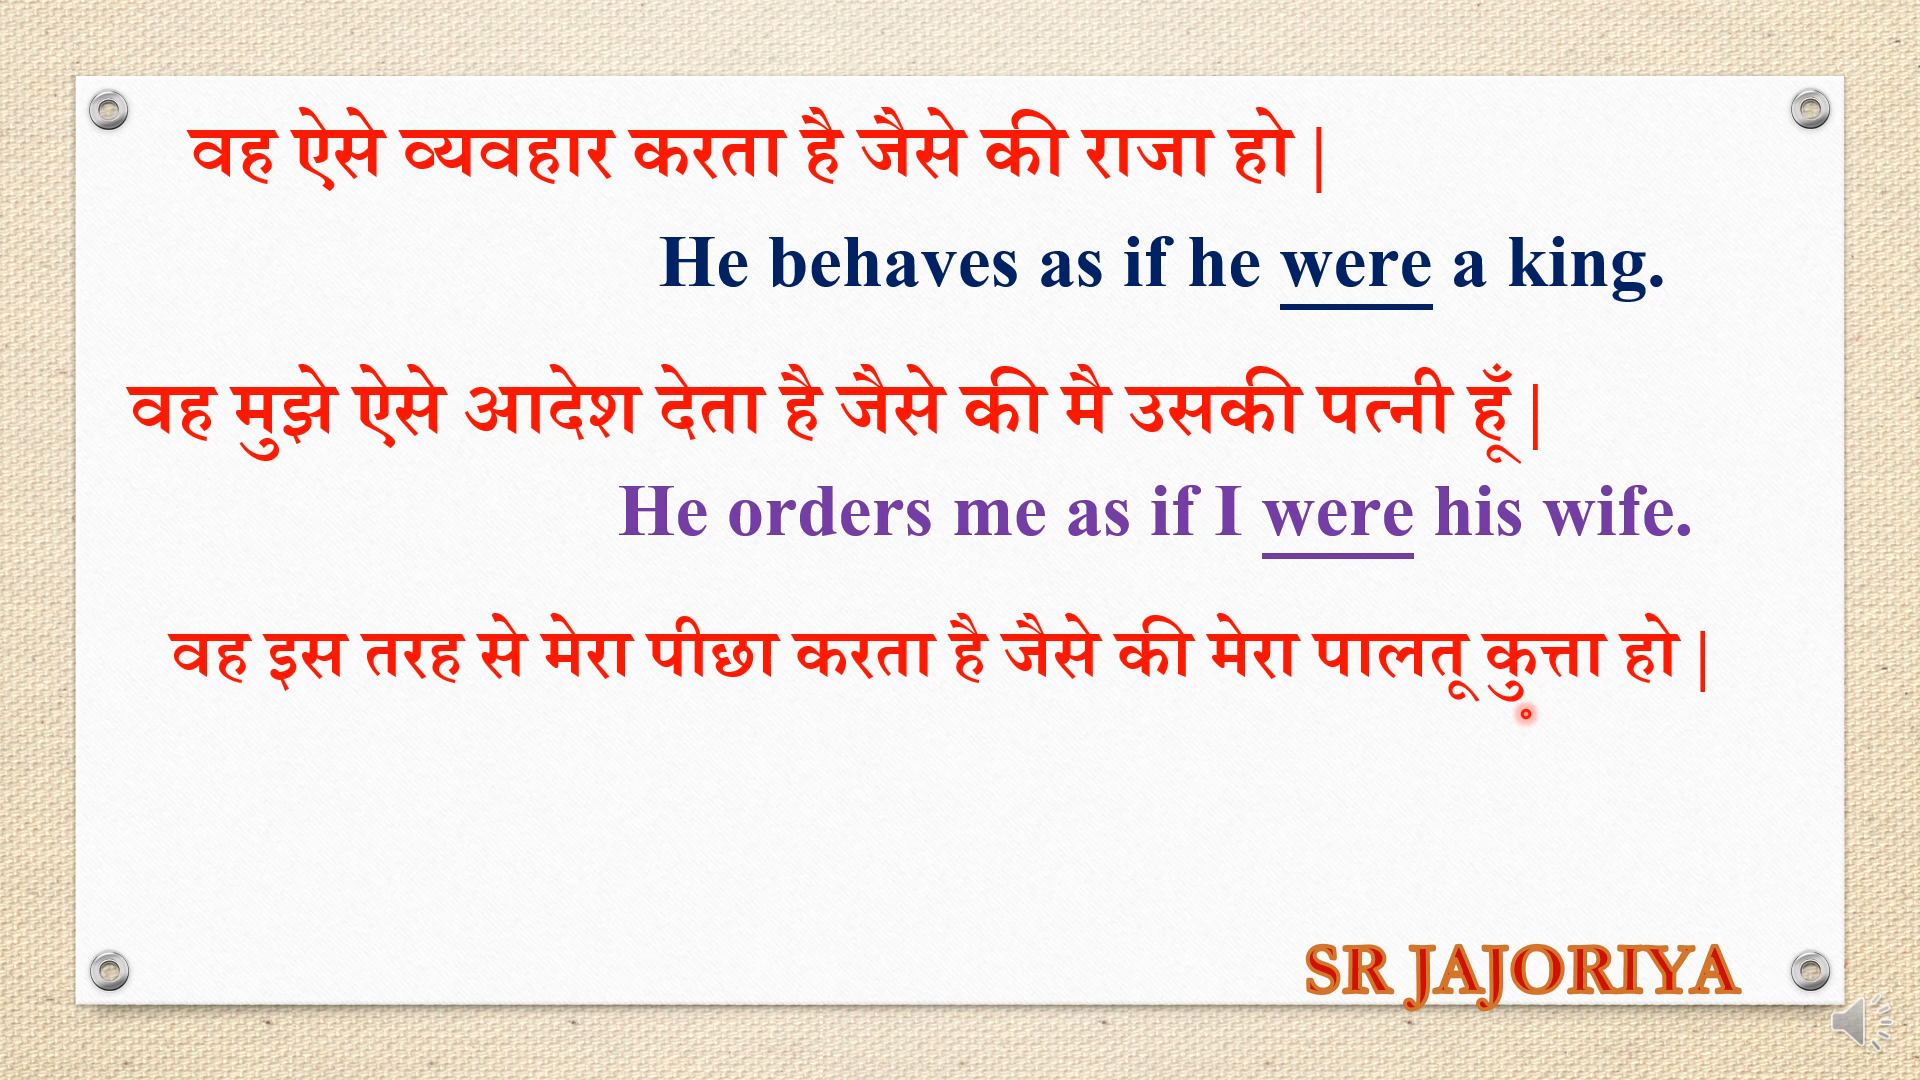 वह ऐसे व्यवहार करता है जैसे की राजा हो |
He behaves as if he were a king.
वह मुझे ऐसे आदेश देता है जैसे की मै उसकी पत्नी हूँ |
He orders me as if I were his wife.
वह इस तरह से मेरा पीछा करता है जैसे की मेरा पालतू कुत्ता हो |
SR JAJORIYA